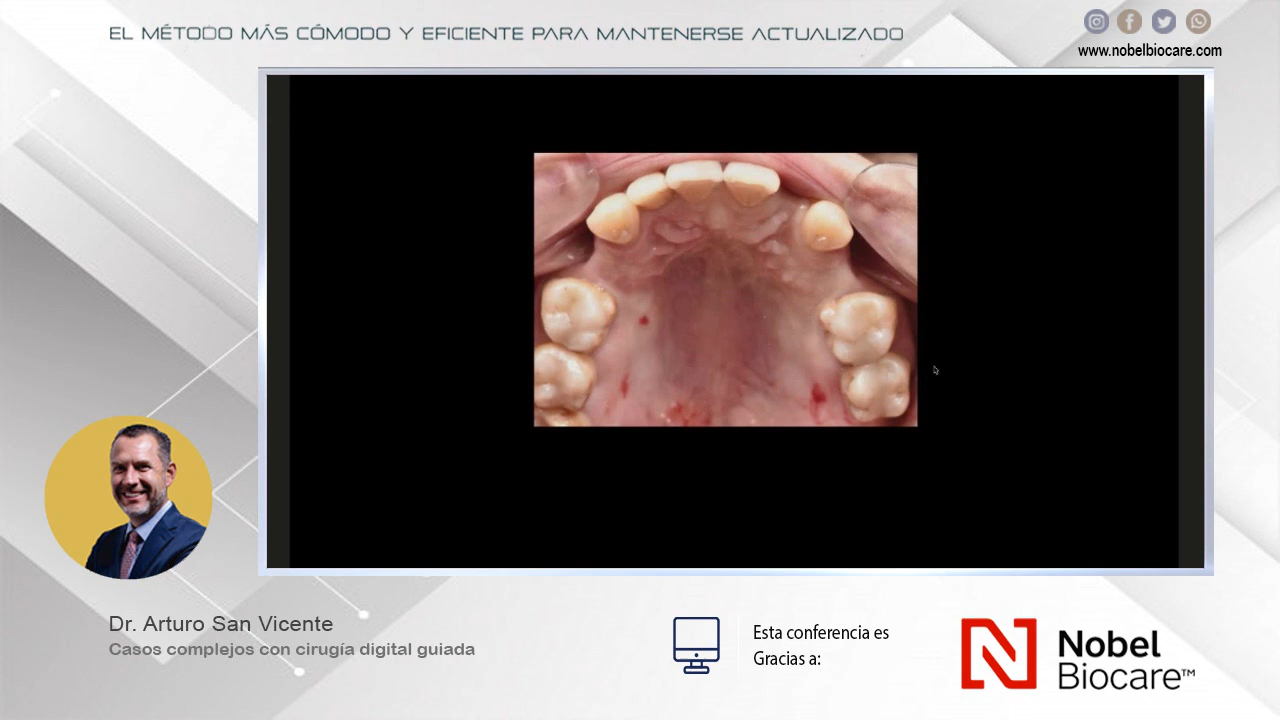 EL MÉTODO MÁS CÓMODO Y EFICIENTE PARA MANTENERSE ACTUALIZADO
www.nobelbiocare.com
Dr. Arturo San Vicente
Casos complejos con cirugía digital guiada
Esta conferencia es
Gracias a:
Nobel
Biocare™